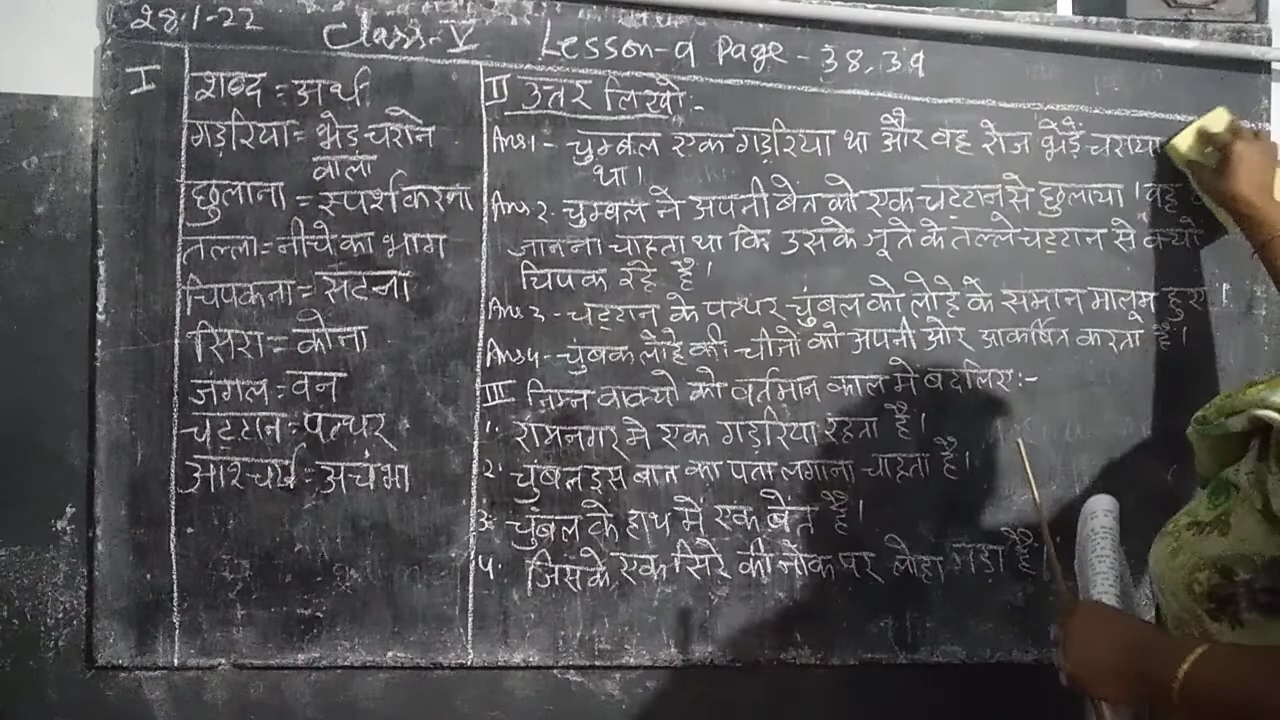 28.1-22
Class-V Lesson-9 Page-38,39
I
शब्द = अर्थ
गड़रिया = भेड़ चराने
वाला
छुलाना = स्पर्श करना
तल्ला = नीचे का भाग
चिपकना = सटना
सिरा = कोना
जंगल = वन
चट्टान = पत्थर
आश्चर्य = अचंभा
II उत्तर लिखो:-
Ans1- चुम्बल एक गड़रिया था और वह रोज भेड़ें चराया
था।
Ans 2- चुम्बल ने अपनी बेंत को एक चट्टान से छुलाया। वह
जानना चाहता था कि उसके जूते के तल्ले चट्टान से क्यों
चिपक रहे हैं।
Ans 3- चट्टान के पत्थर चुंबल को लोहे के समान मालूम हुए।
Ans 4- चुंबक लोहे की चीजों को अपनी ओर आकर्षित करता है।
III निम्न वाक्यो को वर्तमान काल मे बदलिए:-
1. रामनगर मे एक गड़रिया रहता है।
2. चुंबल इस बात का पता लगाना चाहता है।
3. चुंबल के हाथ में एक बेंत है।
4. जिसके एक सिरे की नोक पर लोहा गड़ा है